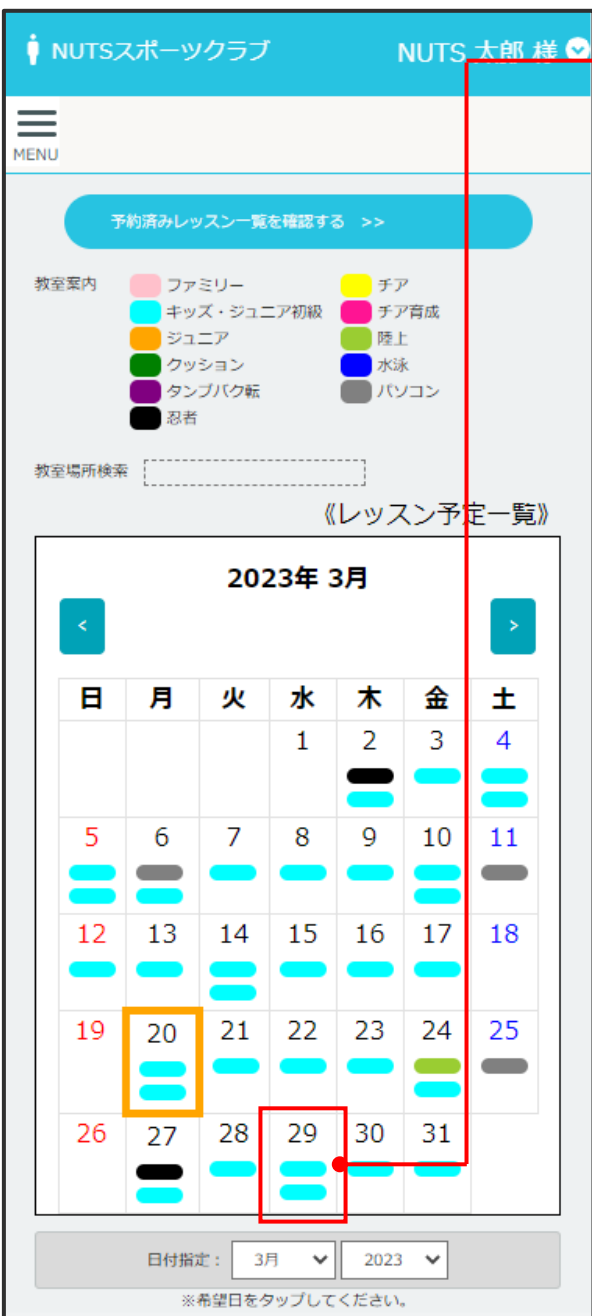 NUTSスポーツクラブ NUTS 太郎 様
MENU
予約済みレッスン一覧を確認する >>
教室案内 ファミリー チア
キッズ・ジュニア初級 チア育成
ジュニア 陸上
クッション 水泳
タンブバク転 パソコン
忍者
教室場所検索
《レッスン予定一覧》
2023年 3月
< >
日 月 火 水 木 金 土
1 2 3 4
5 6 7 8 9 10 11
12 13 14 15 16 17 18
19 20 21 22 23 24 25
26 27 28 29 30 31
日付指定： 3月 2023
※希望日をタップしてください。